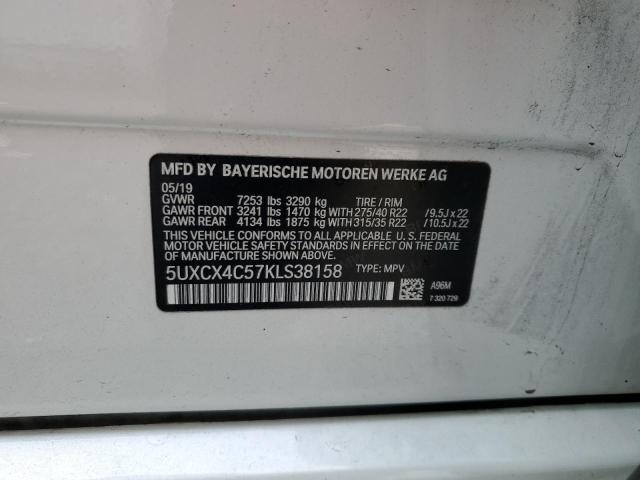 MFD BY BAYERISCHE MOTOREN WERKE AG
05/19
GVWR 7253 lbs 3290 kg TIRE / RIM
GAWR FRONT 3241 lbs 1470 kg WITH 275/40 R22 / 9.5J x 22
GAWR REAR 4134 lbs 1875 kg WITH 315/35 R22 / 10.5J x 22
THIS VEHICLE CONFORMS TO ALL APPLICABLE U.S. FEDERAL
MOTOR VEHICLE SAFETY STANDARDS IN EFFECT
ON THE DATE OF MANUFACTURE SHOWN ABOVE.
5UXCX4C57KLS38158 TYPE: MPV
A96M
7 320 729